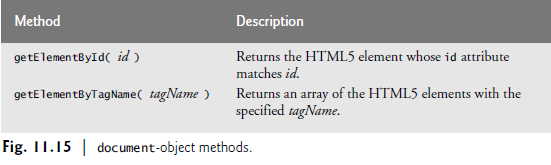 Method Description
getElementById( id ) Returns the HTML5 element whose id attribute
matches id.
getElementByTagName( tagName ) Returns an array of the HTML5 elements with the
specified tagName.
Fig. 11.15 | document-object methods.